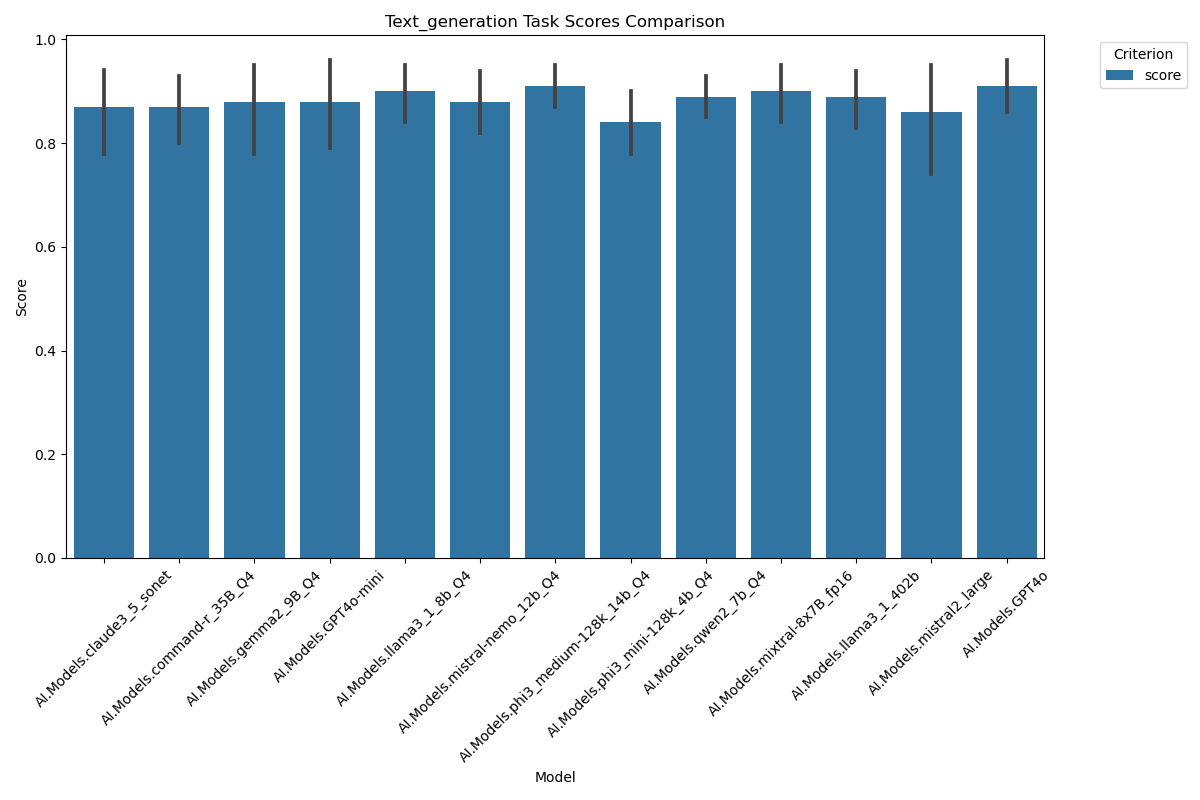 Text_generation Task Scores Comparison
Criterion
score
1.0
0.8
0.6
0.4
0.2
0.0
Score
AI.Models.claude3_5_sonet
AI.Models.command-r_35B_Q4
AI.Models.gemma2_9B_Q4
AI.Models.GPT4o-mini
AI.Models.llama3_1_8b_Q4
AI.Models.mistral-nemo_12b_Q4
AI.Models.phi3_medium-128k_14b_Q4
AI.Models.phi3_mini-128k_4b_Q4
AI.Models.qwen2_7b_Q4
AI.Models.mixtral-8x7B_fp16
AI.Models.llama3_1_402b
AI.Models.mistral2_large
AI.Models.GPT4o
Model